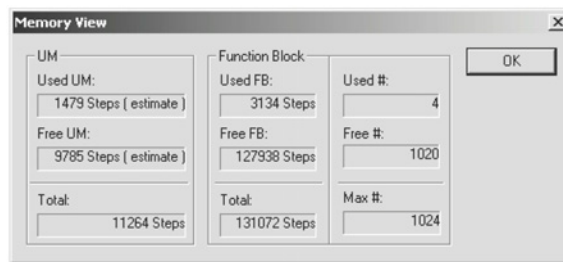 Memory View
UM
Used UM:
1479 Steps ( estimate )
Free UM:
9785 Steps ( estimate )
Total:
11264 Steps
Function Block
Used FB:
3134 Steps
Free FB:
127938 Steps
Total:
131072 Steps
Used #:
4
Free #:
1020
Max #:
1024
OK